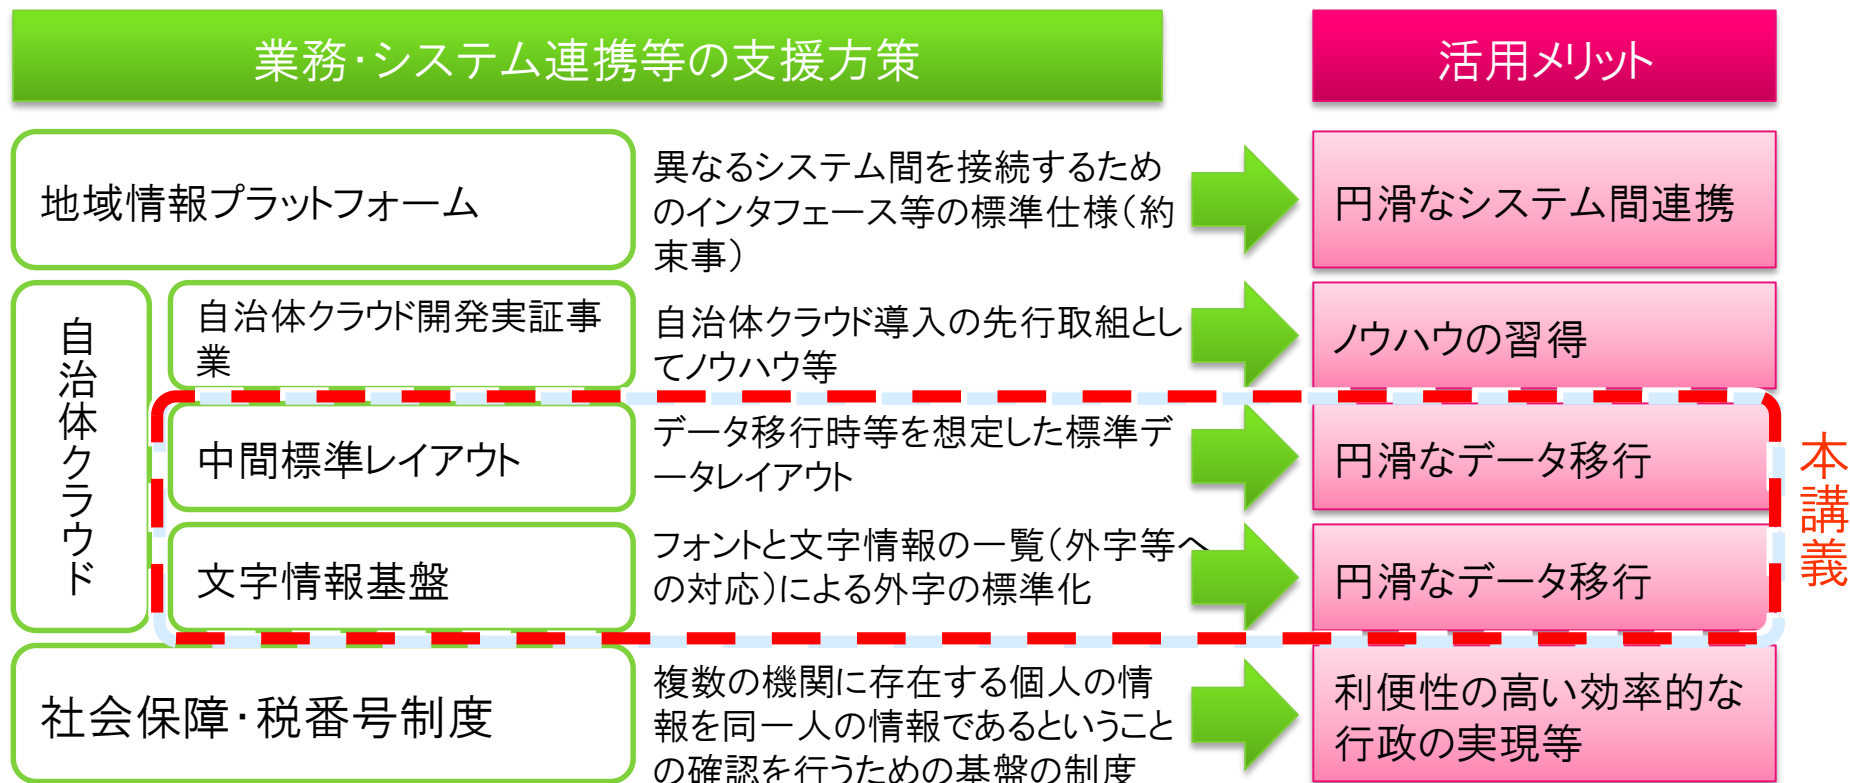 業務・システム連携等の支援方策
活用メリット
地域情報プラットフォーム
異なるシステム間を接続するため
のインタフェース等の標準仕様(約
束事)
円滑なシステム間連携
自治体クラウド
自治体クラウド開発実証事
業
自治体クラウド導入の先行取組とし
てノウハウ等
ノウハウの習得
中間標準レイアウト
データ移行時等を想定した標準デ
ータレイアウト
円滑なデータ移行
文字情報基盤
フォントと文字情報の一覧(外字等へ
の対応)による外字の標準化
円滑なデータ移行
本講義
社会保障・税番号制度
複数の機関に存在する個人の情
報を同一人の情報であるということ
の確認を行うための基盤の制度
利便性の高い効率的な
行政の実現等